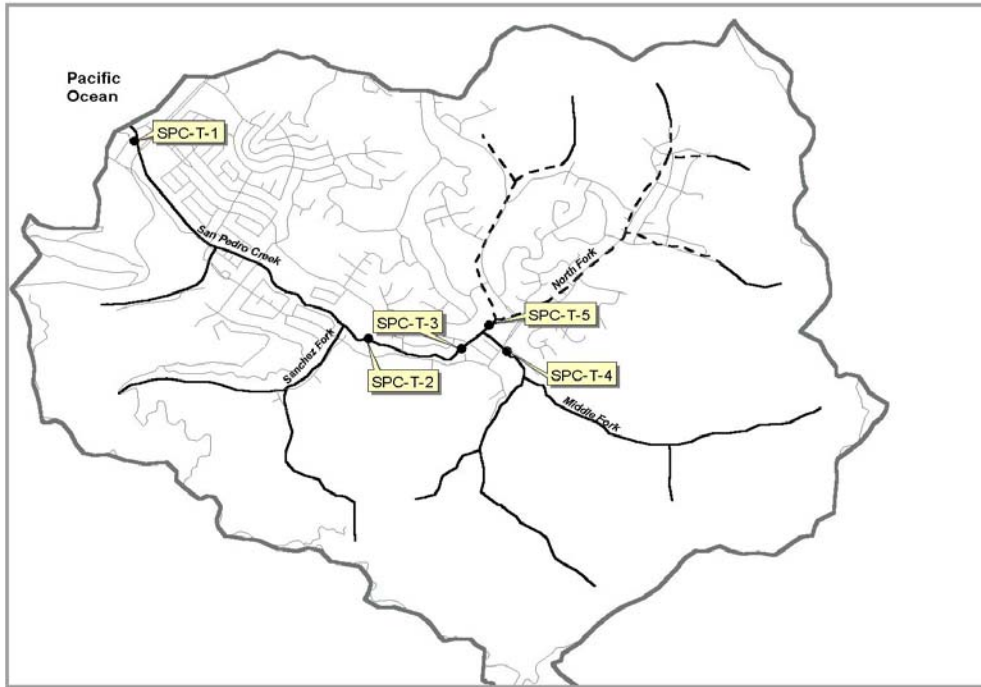 Pacific
Ocean
SPC-T-1
San Pedro Creek
North Fork
SPC-T-3
SPC-T-5
Sanchez Fork
SPC-T-2
SPC-T-4
Middle Fork